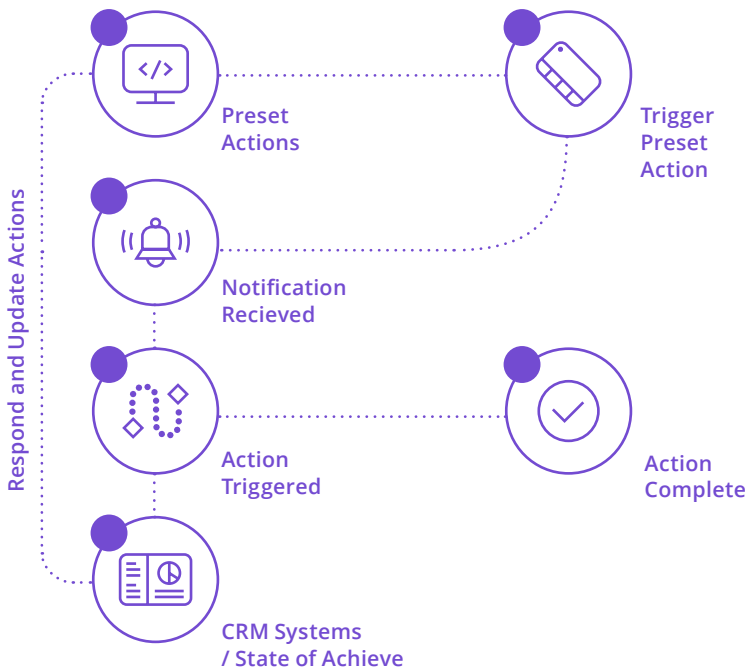 Preset
Actions
Trigger
Preset
Action
Respond and Update Actions
Notification
Recieved
Action
Triggered
Action
Complete
CRM Systems
/ State of Achieve